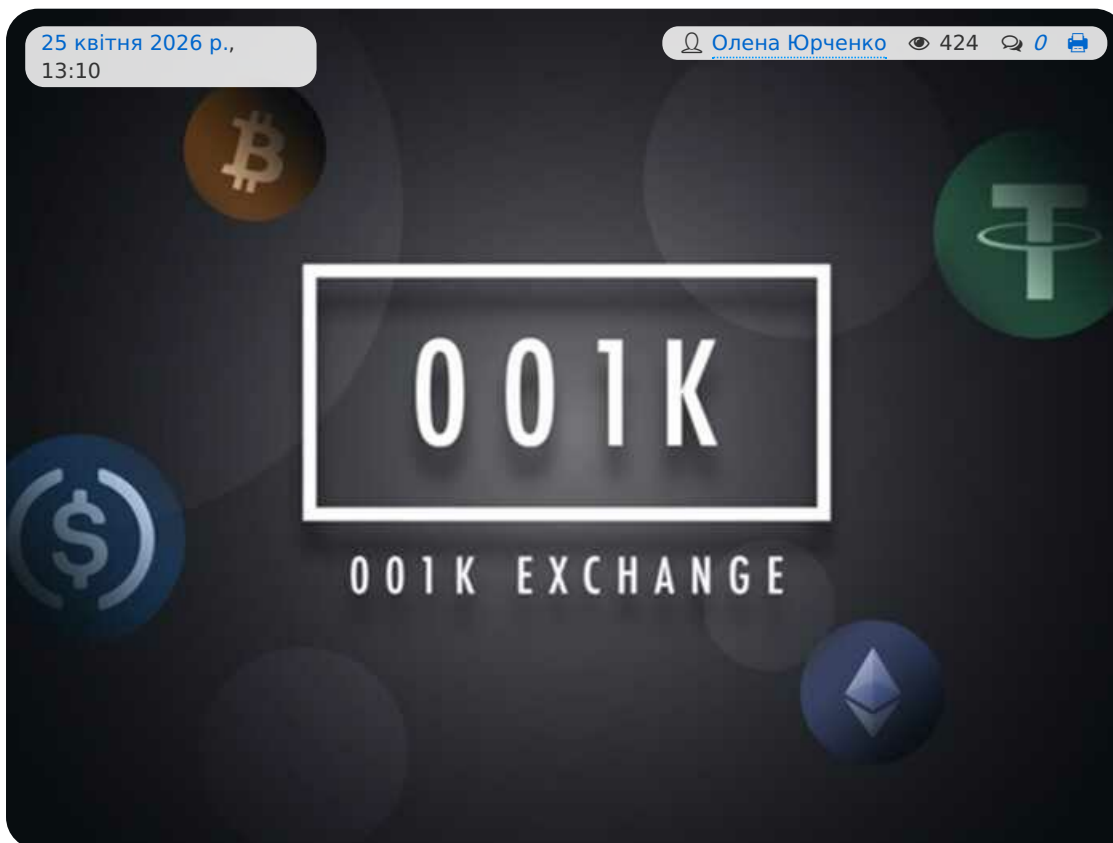 25 квітня 2026 р.,
13:10
Олена Юрченко 424 0
001K
001K EXCHANGE